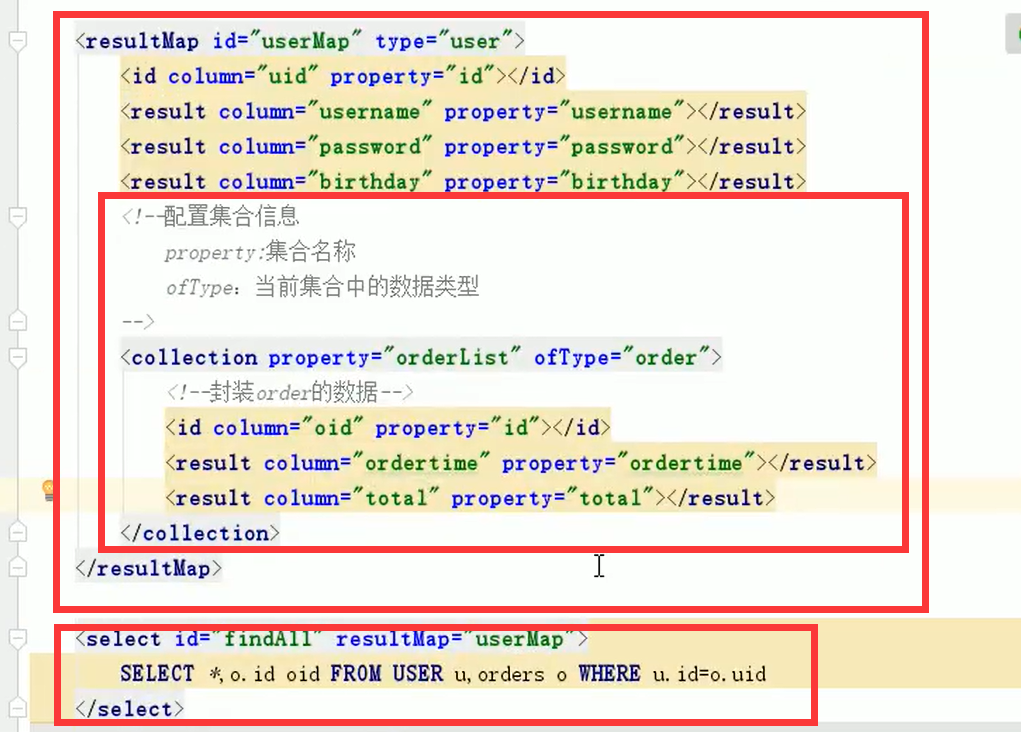 <resultMap id="userMap" type="user">
<id column="uid" property="id"></id>
<result column="username" property="username"></result>
<result column="password" property="password"></result>
<result column="birthday" property="birthday"></result>
<!--配置集合信息
property:集合名称
ofType：当前集合中的数据类型
-->
<collection property="orderList" ofType="order">
<!--封装order的数据-->
<id column="oid" property="id"></id>
<result column="ordertime" property="ordertime"></result>
<result column="total" property="total"></result>
</collection>
</resultMap>
<select id="findAll" resultMap="userMap">
SELECT *,o.id oid FROM USER u,orders o WHERE u.id=o.uid
</select>